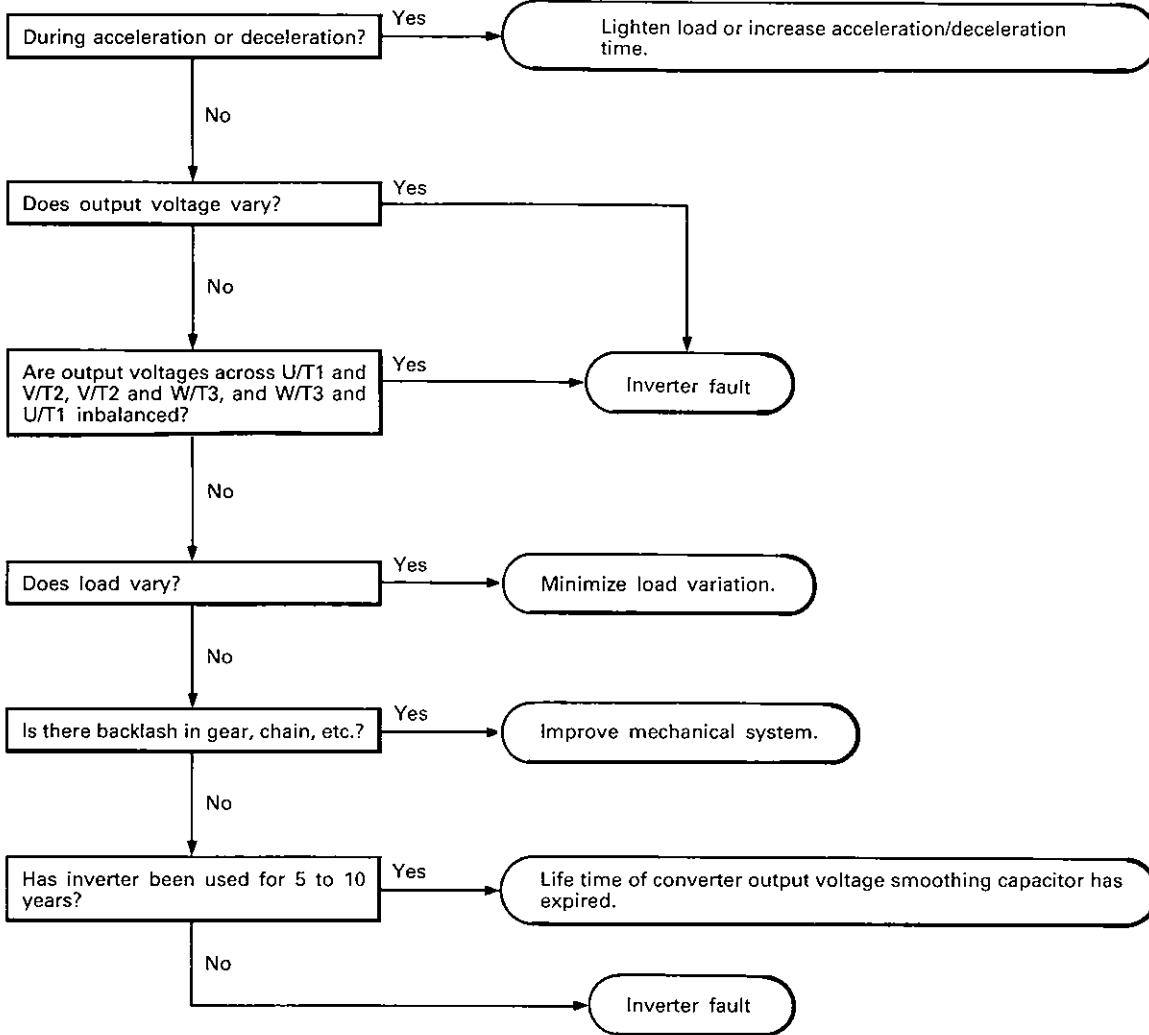 During acceleration or deceleration?
Yes
Lighten load or increase acceleration/deceleration
time.
No
Does output voltage vary?
Yes
No
Are output voltages across U/T1 and
V/T2, V/T2 and W/T3, and W/T3 and
U/T1 inbalanced?
Yes
Inverter fault
No
Does load vary?
Yes
Minimize load variation.
No
Is there backlash in gear, chain, etc.?
Yes
Improve mechanical system.
No
Has inverter been used for 5 to 10
years?
Yes
Life time of converter output voltage smoothing capacitor has
expired.
No
Inverter fault